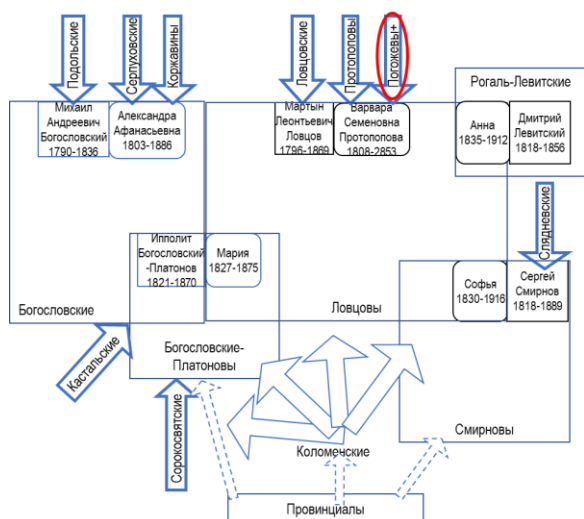 Подольские
Серпуховские
Коржавины
Ловцовские
Протопоповы
Погожевы+
Рогаль-Левитские
Михаил
Андреевич
Богословский
1790-1836
Александра
Афанасьевна
1803-1886
Мартын
Леонтьевич
Ловцов
1796-1869
Варвара
Семеновна
Протопопова
1808-2853
Анна
1835-1912
Дмитрий
Левитский
1818-1856
Слядневские
Ипполит
Богословский
-Платонов
1821-1870
Мария
1827-1875
Софья
1830-1916
Сергей
Смирнов
1818-1889
Богословские
Ловцовы
Кастальские
Богословские-
Платоновы
Сорокосвятские
Смирновы
Коломенские
Провинциалы